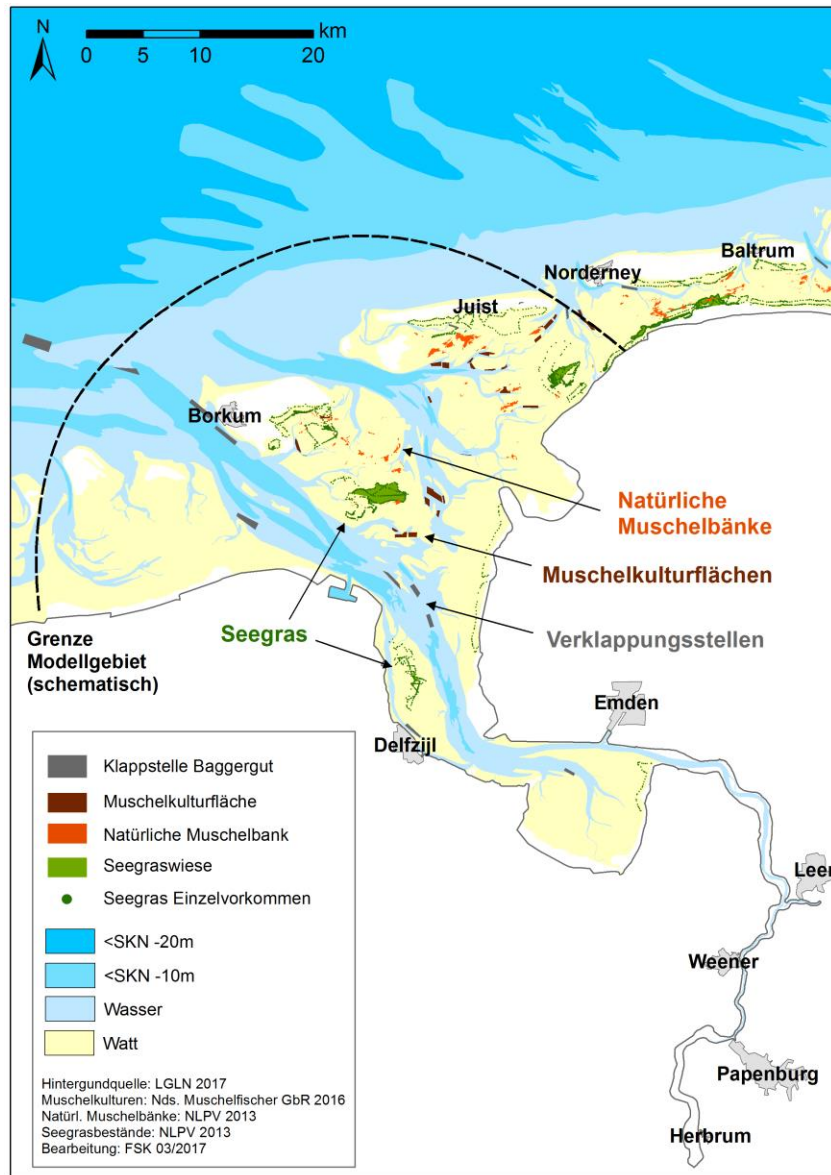 N
km
0 5 10 20
Baltrum
Norderney
Juist
Borkum
Natürliche
Muschelbänke
Muschelkulturflächen
Seegras
Verklappungsstellen
Grenze
Modellgebiet
(schematisch)
Emden
Delfzijl
Leer
Weener
Papenburg
Herbrum
Klappstelle Baggergut
Muschelkulturfläche
Natürliche Muschelbank
Seegraswiese
Seegras Einzelvorkommen
<SKN -20m
<SKN -10m
Wasser
Watt
Hintergundquelle: LGLN 2017
Muschelkulturen: Nds. Muschelfischer GbR 2016
Natürl. Muschelbänke: NLPV 2013
Seegrasbestände: NLPV 2013
Bearbeitung: FSK 03/2017